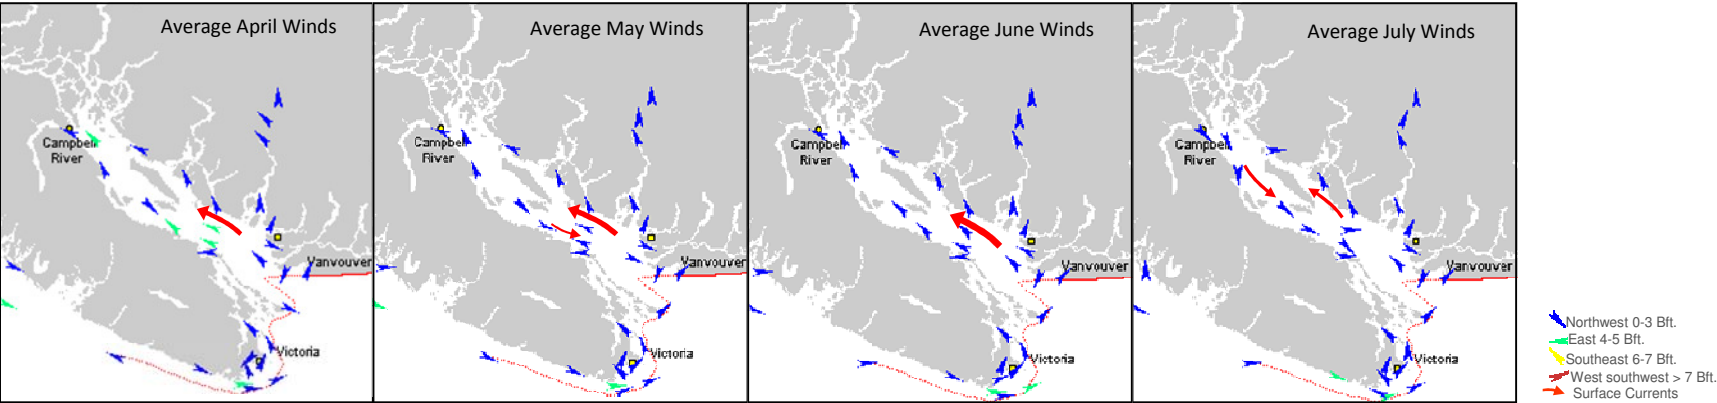 Average April Winds
Campbell
River
Vanvouver
Victoria
Average May Winds
Campbell
River
Vanvouver
Victoria
Average June Winds
Campbell
River
Vanvouver
Victoria
Average July Winds
Campbell
River
Vanvouver
Victoria
Northwest 0-3 Bft.
East 4-5 Bft.
Southeast 6-7 Bft.
West southwest > 7 Bft.
Surface Currents